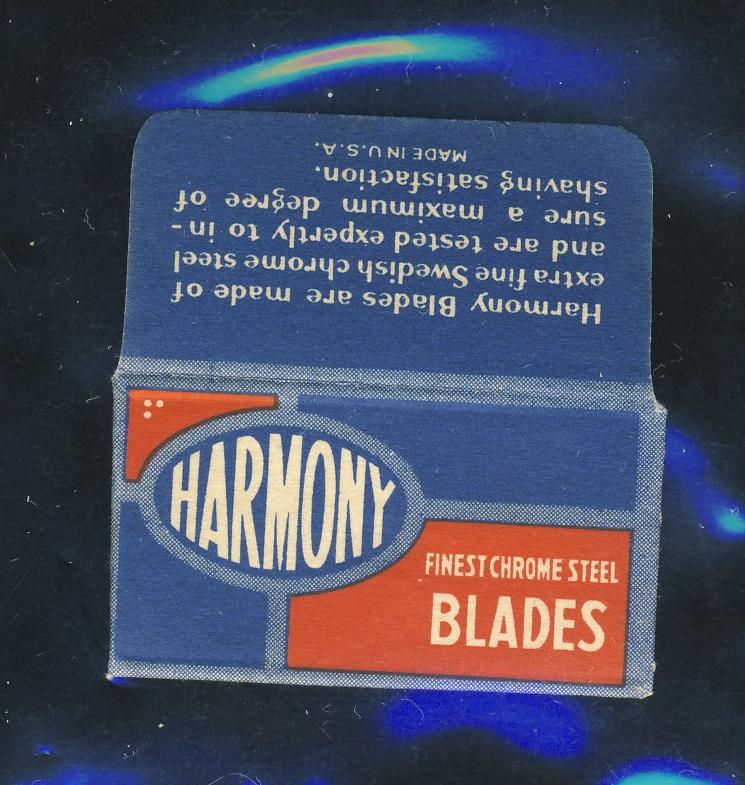 Harmony Blades are made of
extra fine Swedish chrome steel
and are tested expertly to in-
sure a maximum degree of
shaving satisfaction.
MADE IN U.S.A.
HARMONY
FINEST CHROME STEEL
BLADES